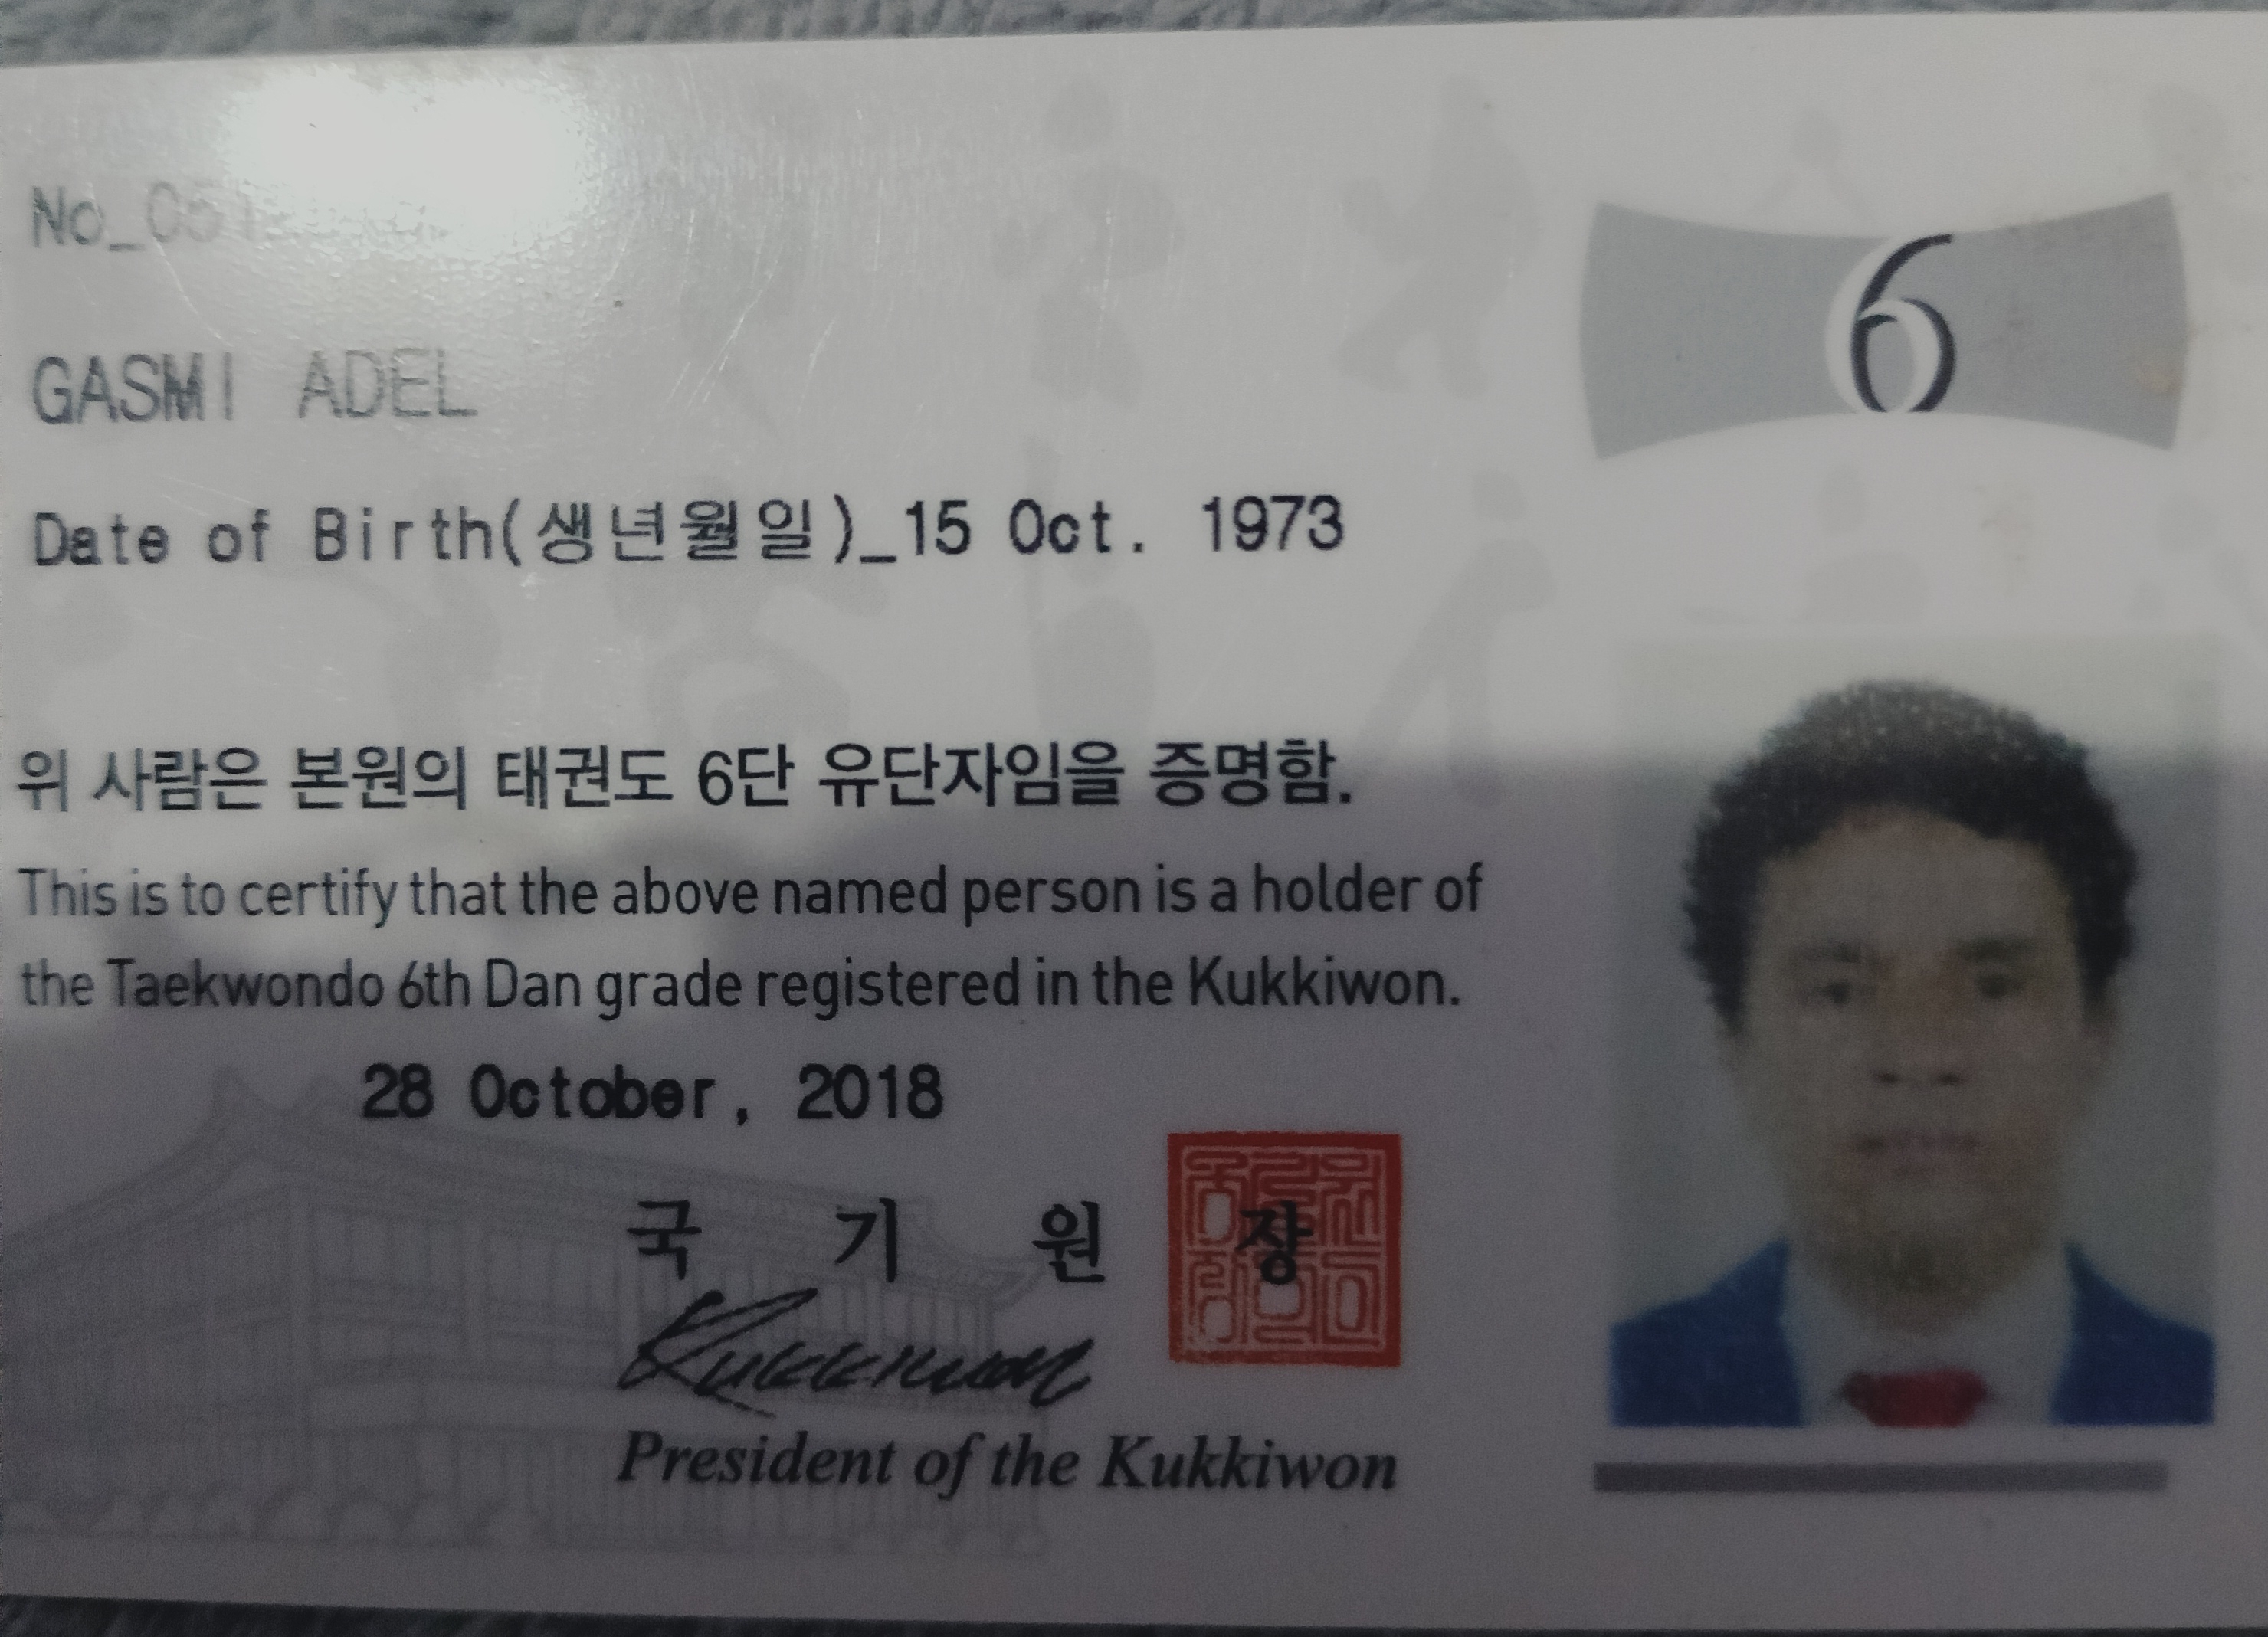 6
GASMI ADEL
Date of Birth(생년월일)_15 Oct. 1973
위 사람은 본원의 태권도 6단 유단자임을 증명함.
This is to certify that the above named person is a holder of
the Taekwondo 6th Dan grade registered in the Kukkiwon.
28 October, 2018
국 기 원 장
Kukkiwon
President of the Kukkiwon